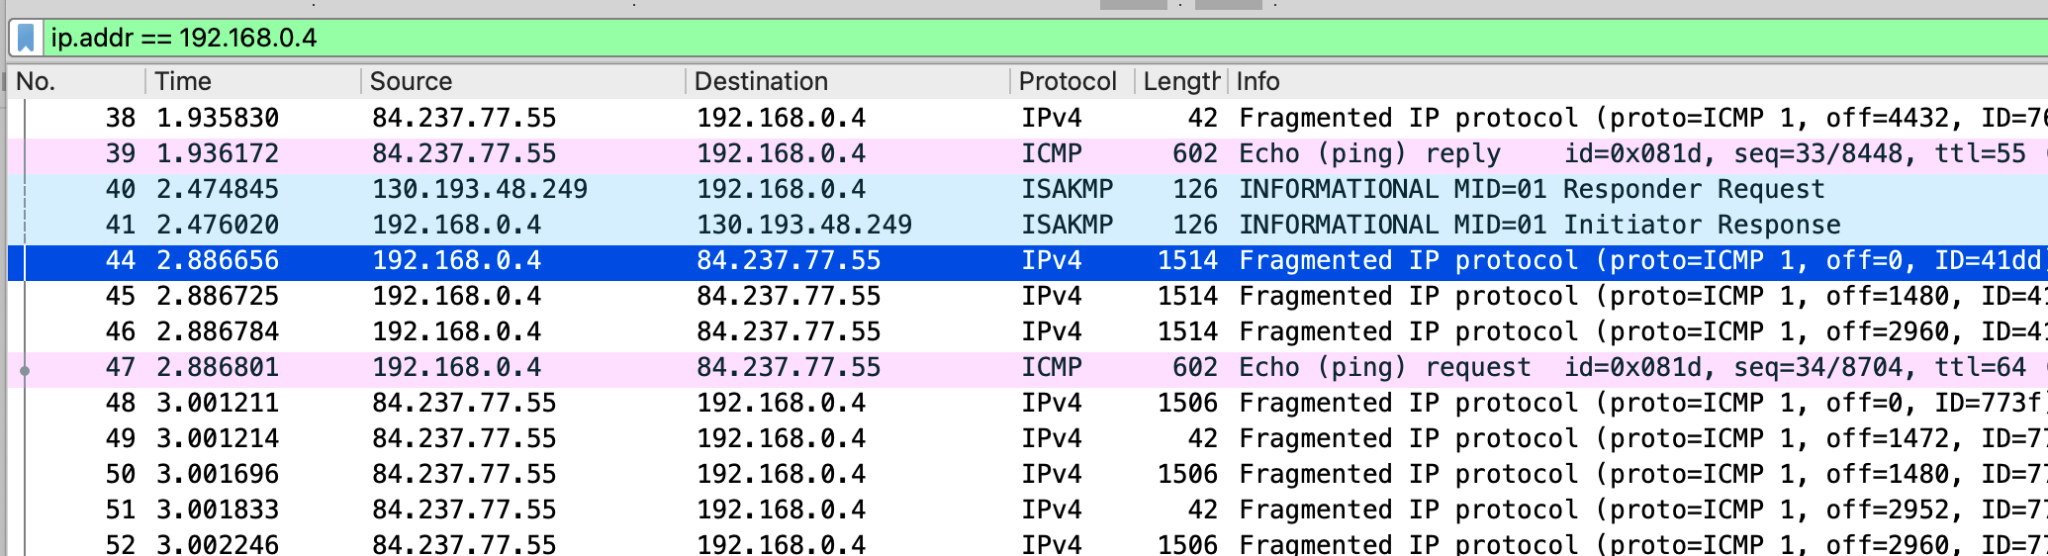 ip.addr == 192.168.0.4
No. Time Source Destination Protocol Length Info
38 1.935830 84.237.77.55 192.168.0.4 IPv4 42 Fragmented IP protocol (proto=ICMP 1, off=4432, ID=76
39 1.936172 84.237.77.55 192.168.0.4 ICMP 602 Echo (ping) reply id=0x081d, seq=33/8448, ttl=55
40 2.474845 130.193.48.249 192.168.0.4 ISAKMP 126 INFORMATIONAL MID=01 Responder Request
41 2.476020 192.168.0.4 130.193.48.249 ISAKMP 126 INFORMATIONAL MID=01 Initiator Response
44 2.886656 192.168.0.4 84.237.77.55 IPv4 1514 Fragmented IP protocol (proto=ICMP 1, off=0, ID=41dd)
45 2.886725 192.168.0.4 84.237.77.55 IPv4 1514 Fragmented IP protocol (proto=ICMP 1, off=1480, ID=41
46 2.886784 192.168.0.4 84.237.77.55 IPv4 1514 Fragmented IP protocol (proto=ICMP 1, off=2960, ID=41
47 2.886801 192.168.0.4 84.237.77.55 ICMP 602 Echo (ping) request id=0x081d, seq=34/8704, ttl=64
48 3.001211 84.237.77.55 192.168.0.4 IPv4 1506 Fragmented IP protocol (proto=ICMP 1, off=0, ID=773f)
49 3.001214 84.237.77.55 192.168.0.4 IPv4 42 Fragmented IP protocol (proto=ICMP 1, off=1472, ID=77
50 3.001696 84.237.77.55 192.168.0.4 IPv4 1506 Fragmented IP protocol (proto=ICMP 1, off=1480, ID=77
51 3.001833 84.237.77.55 192.168.0.4 IPv4 42 Fragmented IP protocol (proto=ICMP 1, off=2952, ID=77
52 3.002246 84.237.77.55 192.168.0.4 IPv4 1506 Fragmented IP protocol (proto=ICMP 1, off=2960, ID=77